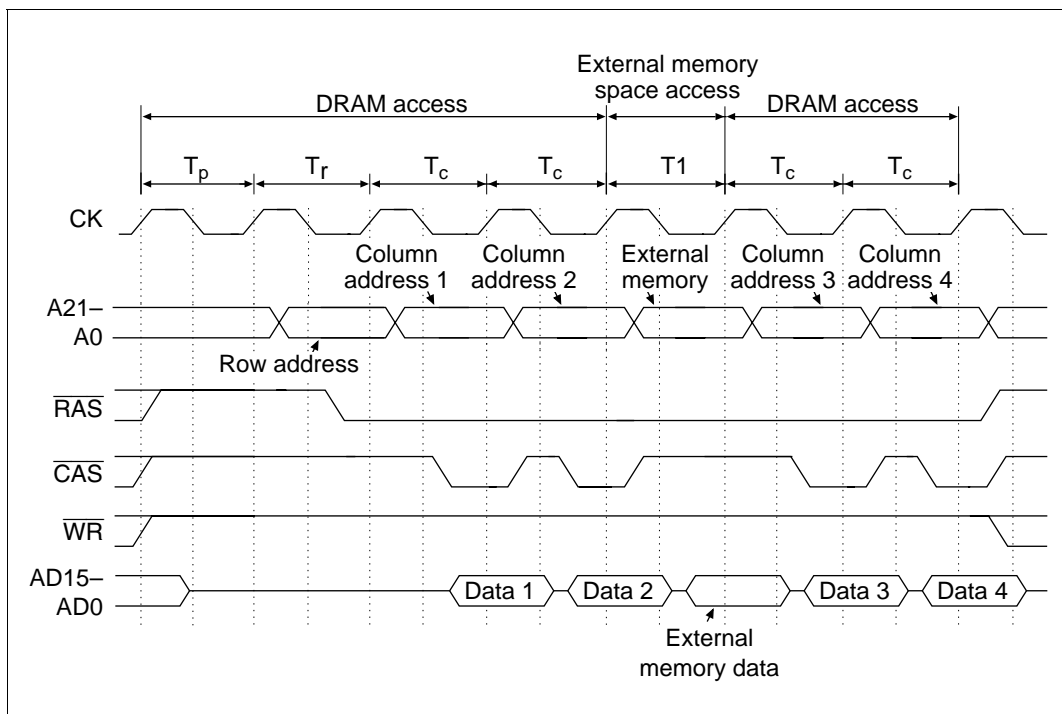 External memory
space access
DRAM access
DRAM access
Tp
Tr
Tc
Tc
T1
Tc
Tc
CK
Column
address 1
Column
address 2
External
memory
Column
address 3
Column
address 4
A21–
A0
Row address
RAS
CAS
WR
AD15–
AD0
Data 1
Data 2
Data 3
Data 4
External
memory data